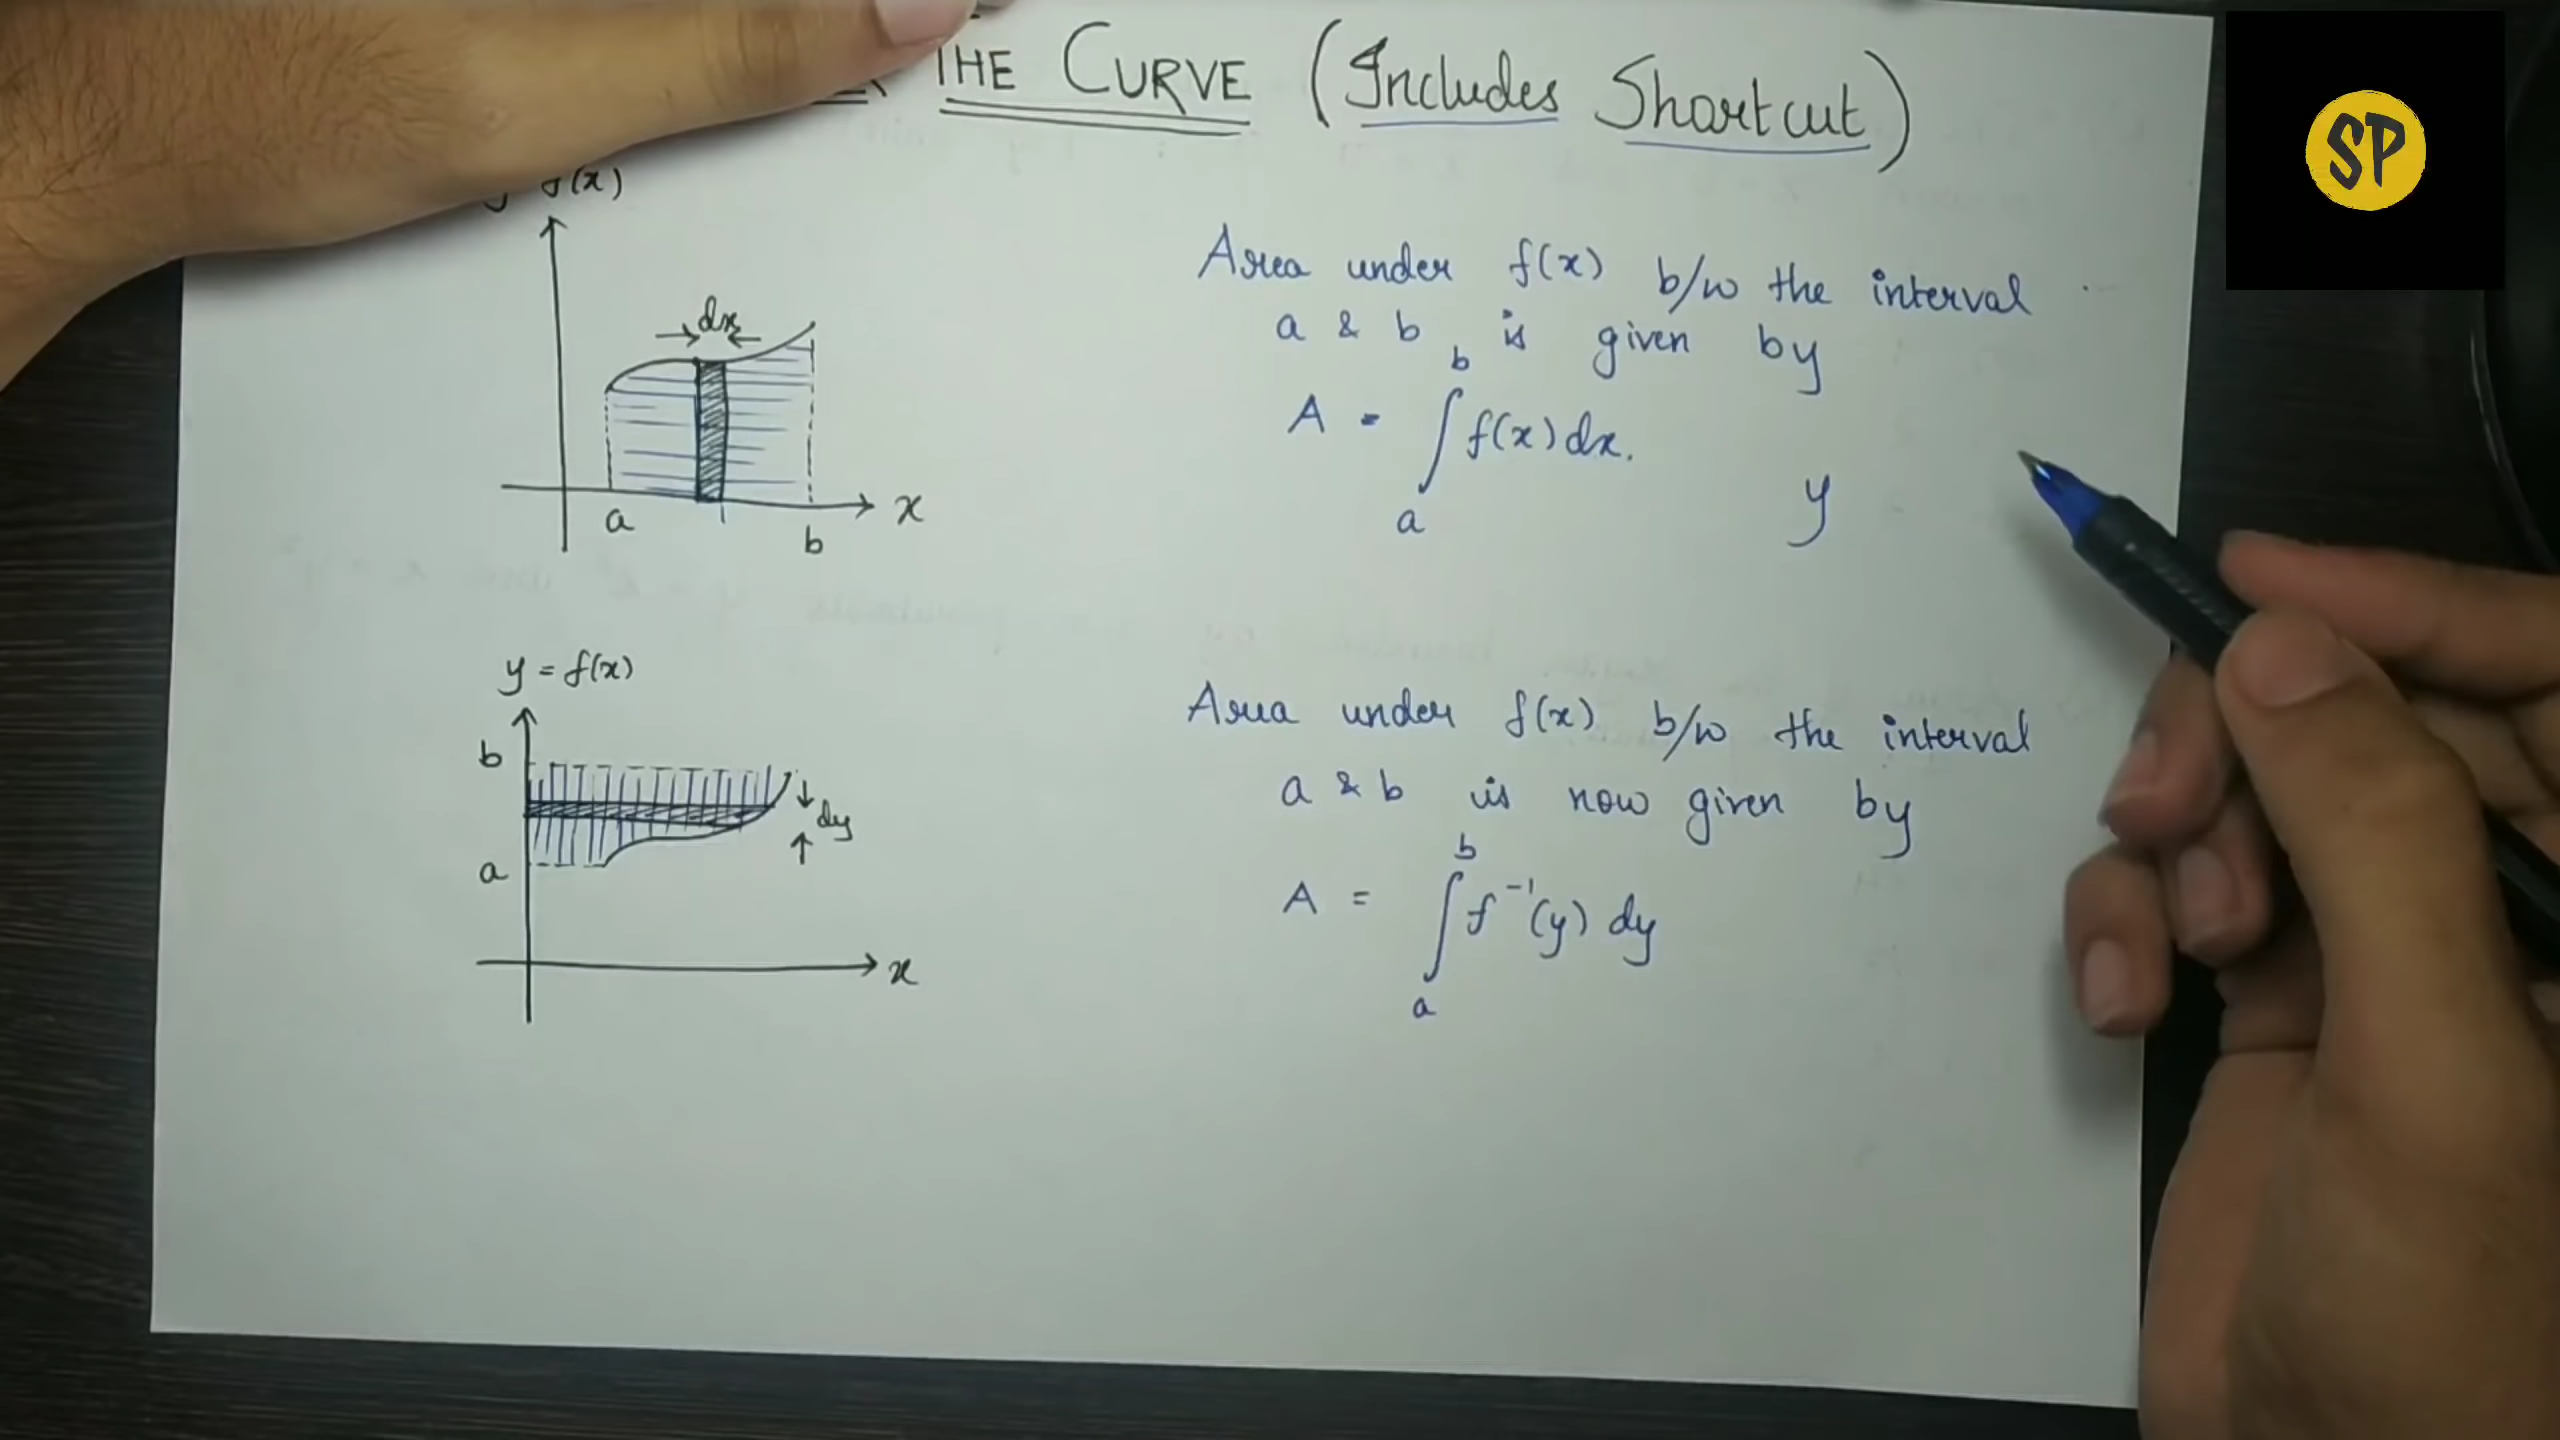 THE CURVE (Includes Shortcut)
SP
f(x)
Area under f(x) b/w the interval
a & b is given by
A = ∫ₐᵇ f(x) dx.
y
dx
a
b
x
y = f(x)
b
dy
a
x
Area under f(x) b/w the interval
a & b is now given by
A = ∫ₐᵇ f⁻¹(y) dy